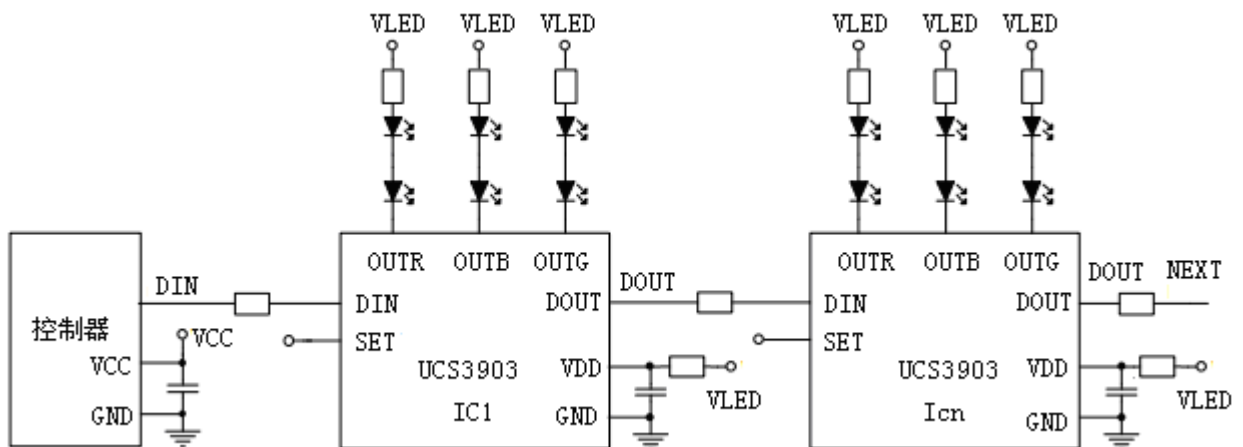 VLED VLED VLED VLED VLED VLED
OUTR OUTB OUTG OUTR OUTB OUTG
DIN DIN DOUT DOUT DIN DOUT DOUT NEXT
控制器 VCC SET SET
VCC UCS3903 VDD VLED UCS3903 VDD VLED
GND IC1 GND Icn GND